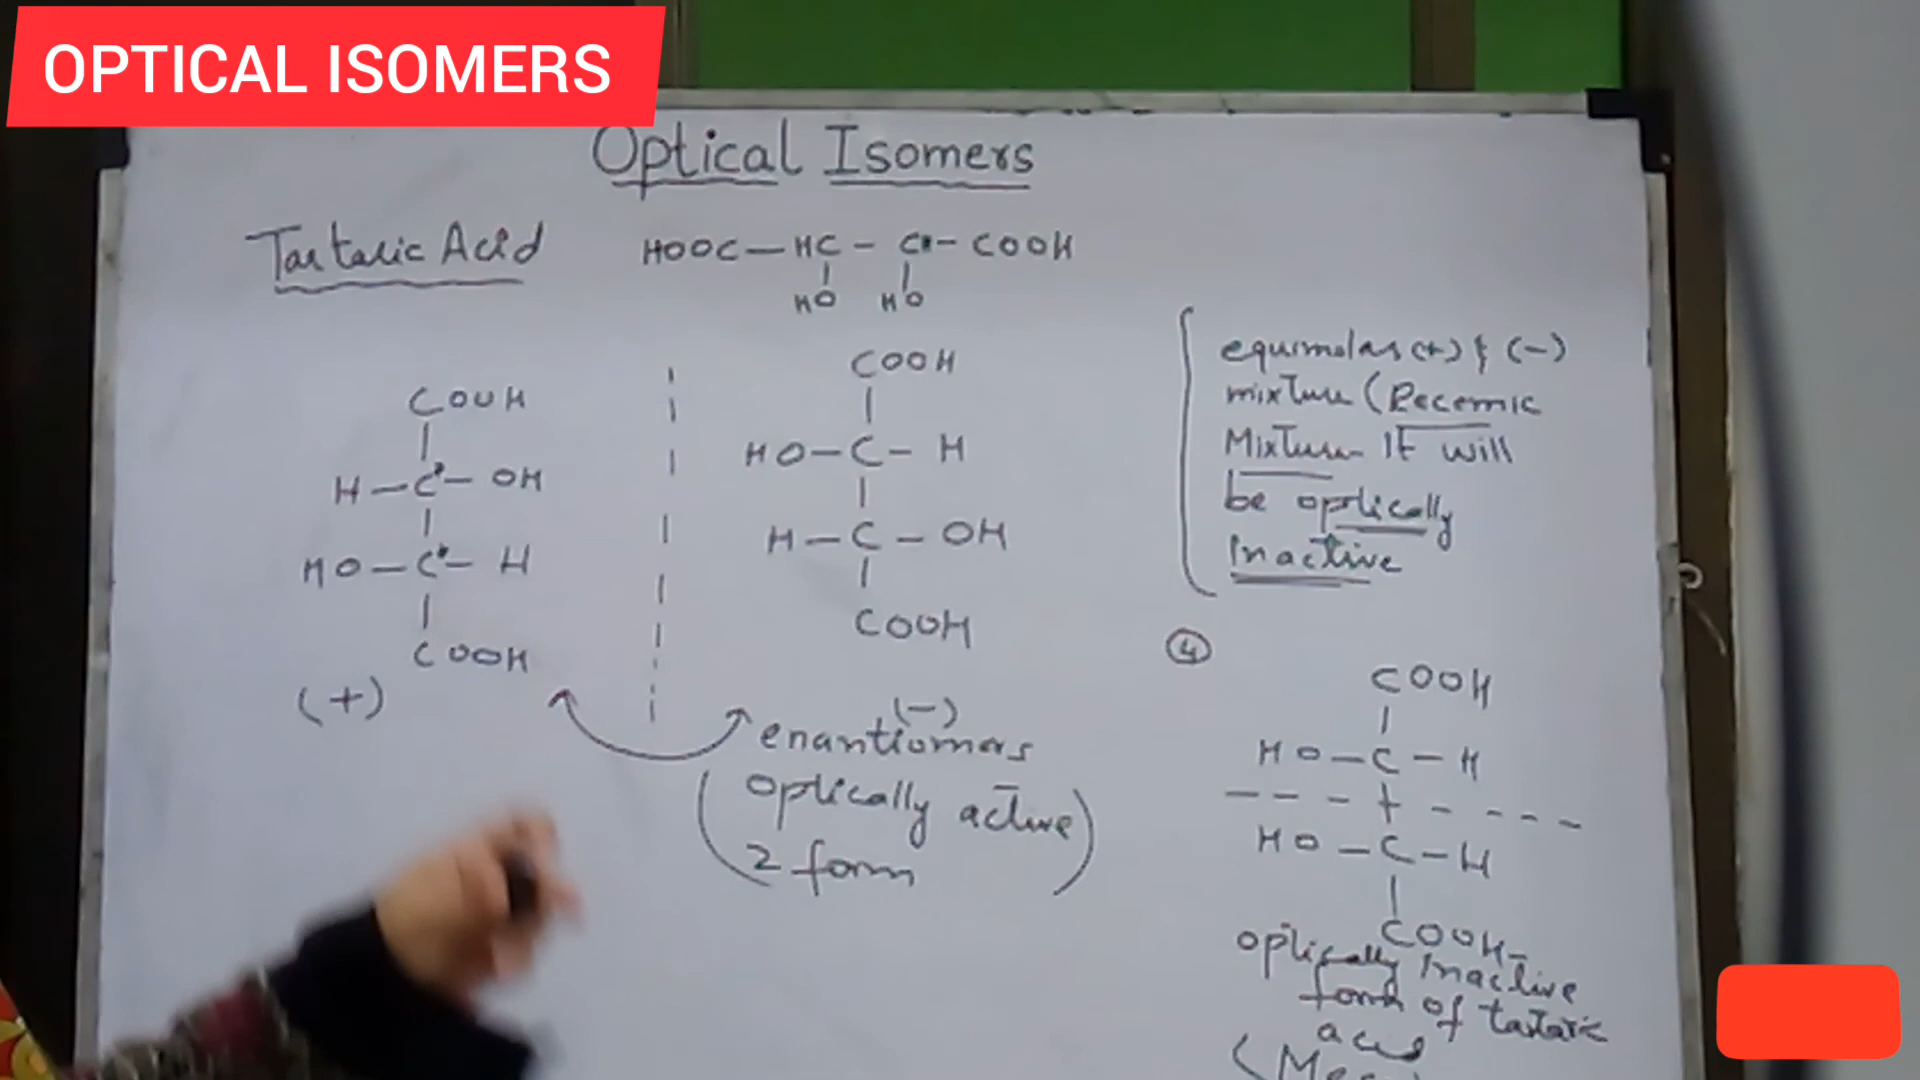 OPTICAL ISOMERS
Optical Isomers
Tartaric Acid
HOOC — HC — C — COOH
HO HO
COOH
H — C — OH
HO — C — H
COOH
(+)
COOH
HO — C — H
H — C — OH
COOH
(-)
enantiomers
(Optically active
2 form)
equimolar (+) & (-)
mixture (Recemic
Mixture It will
be optically
Inactive
4
COOH
HO — C — H
HO — C — H
COOH
optically Inactive
form of tartaric
acid